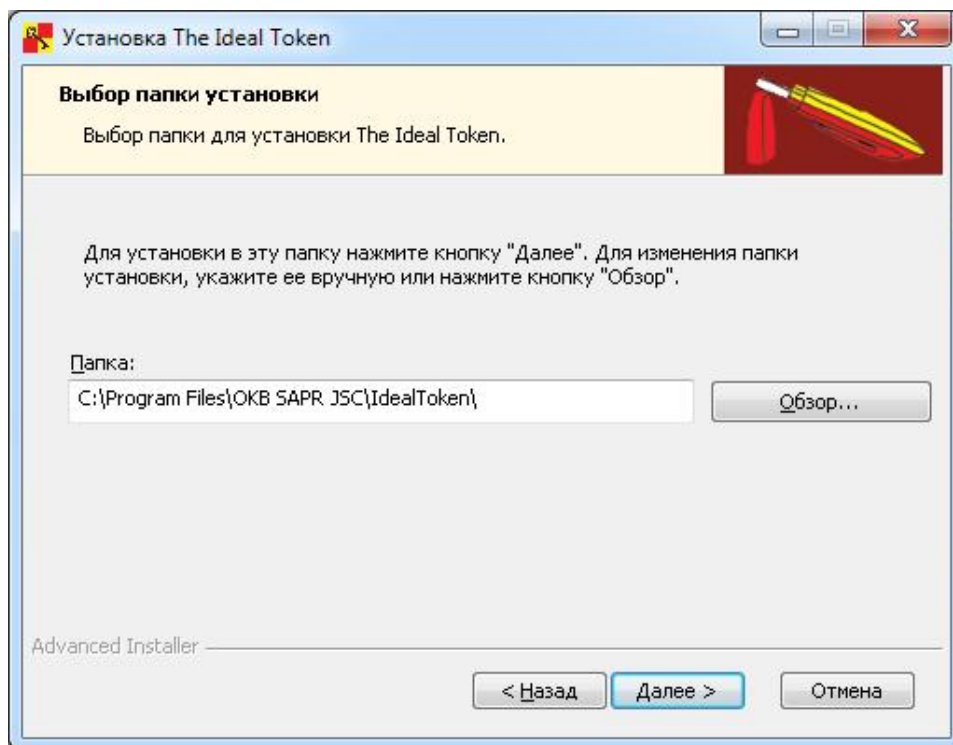 Установка The Ideal Token
Выбор папки установки
Выбор папки для установки The Ideal Token.
Для установки в эту папку нажмите кнопку "Далее". Для изменения папки
установки, укажите ее вручную или нажмите кнопку "Обзор".
Папка:
C:\Program Files\OKB SAPR JSC\IdealToken\
Обзор...
Advanced Installer
< Назад
Далее >
Отмена